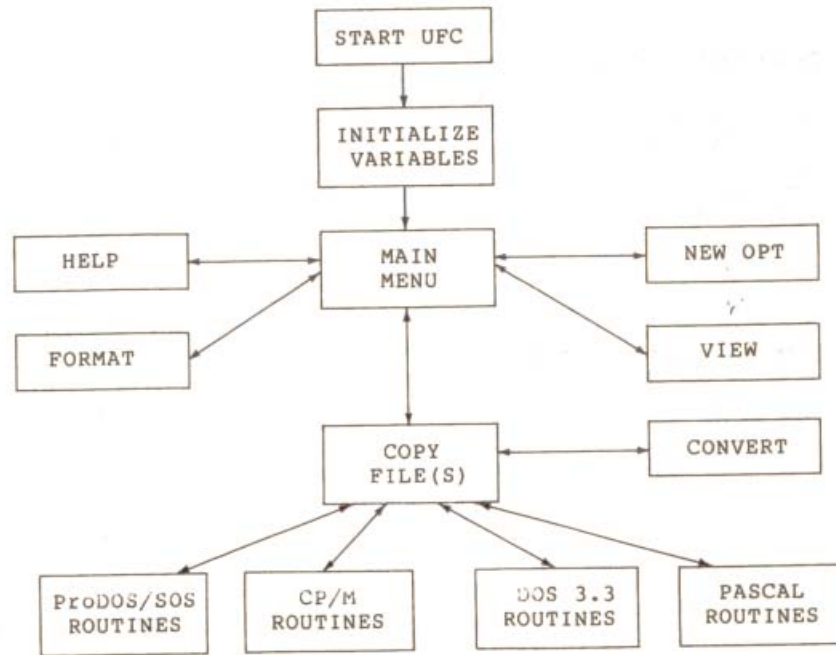 START UFC
INITIALIZE
VARIABLES
HELP
MAIN
MENU
NEW OPT
FORMAT
VIEW
COPY
FILE(S)
CONVERT
ProDOS/SOS
ROUTINES
CP/M
ROUTINES
DOS 3.3
ROUTINES
PASCAL
ROUTINES